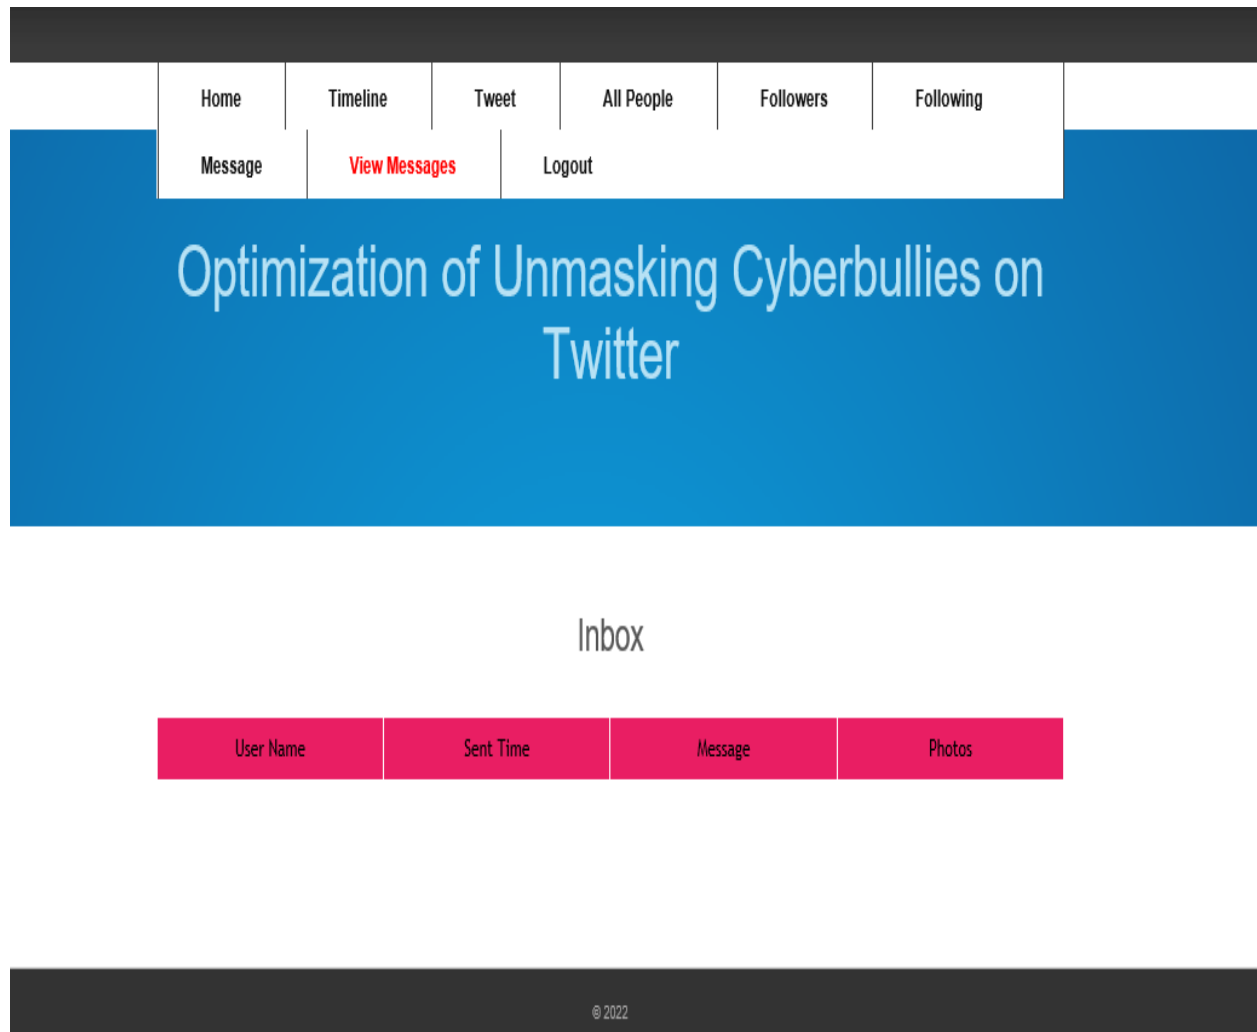 Home Timeline Tweet All People Followers Following
Message View Messages Logout
Optimization of Unmasking Cyberbullies on
Twitter
Inbox
User Name Sent Time Message Photos
© 2022